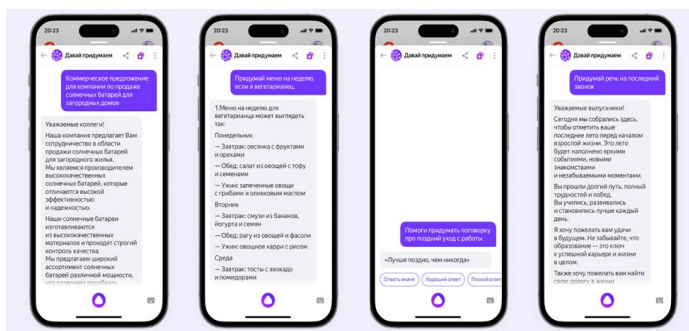 20:23
Давай придумаем
Коммерческое предложение
для компании по продаже
солнечных батарей для
загородных домов
Уважаемые коллеги!
Наша компания предлагает Вам
сотрудничество в области
продажи солнечных батарей
для загородного жилья.
Мы являемся производителем
высококачественных
солнечных батарей, которые
отличаются высокой
эффективностью
и надежностью.
Наши солнечные батареи
изготавливаются
из высококачественных
материалов и проходят строгий
контроль качества.
Мы предлагаем широкий
ассортимент солнечных
батарей различной мощности,
что позволяет подобрать
20:23
Давай придумаем
Придумай меню на неделю,
если я вегетарианец.
1.Меню на неделю для
вегетарианца может выглядеть
так:
Понедельник
— Завтрак: овсянка с фруктами
и орехами
— Обед: салат из овощей с тофу
и семенами
— Ужин: запеченные овощи
с грибами и оливковым маслом
Вторник
— Завтрак: смузи из бананов,
йогурта и семян
— Обед: рагу из овощей и фасоли
— Ужин: овощное карри с рисом
Среда
— Завтрак: тосты с авокадо
и помидорами
20:23
Давай придумаем
Помоги придумать поговорку
про поздний уход с работы.
«Лучше поздно, чем никогда»
Ответь иначе
Хороший ответ
Плохой ответ
20:23
Давай придумаем
Придумай речь на последний
звонок
Уважаемые выпускники!
Сегодня мы собрались здесь,
чтобы отметить ваше
последнее лето перед началом
взрослой жизни. Это лето
будет наполнено яркими
событиями, новыми
знакомствами
и незабываемыми моментами.
Вы прошли долгий путь, полный
трудностей и побед.
Вы учились, развивались
и становились лучше каждый
день.
Я хочу пожелать вам удачи
в будущем. Не забывайте, что
образование — это ключ
к успешной карьере и жизни
в целом.
Также хочу пожелать вам найти
свою дорогу в жизни